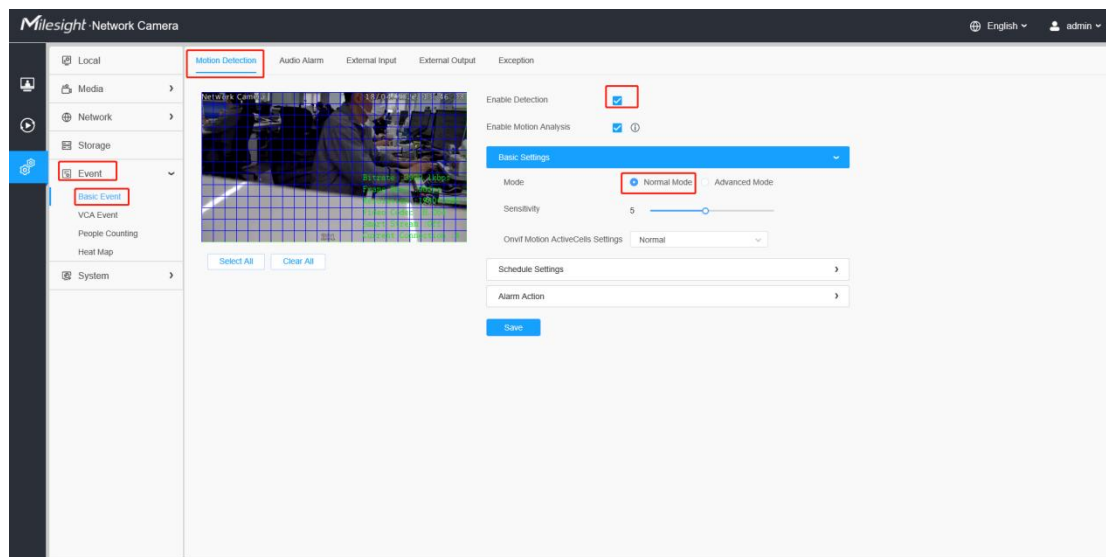 Milesight · Network Camera
English
admin
Local
Media
Network
Storage
Event
Basic Event
VCA Event
People Counting
Heat Map
System
Motion Detection
Audio Alarm
External Input
External Output
Exception
Network Camera
Select All
Clear All
Enable Detection
Enable Motion Analysis
Basic Settings
Mode
Normal Mode
Advanced Mode
Sensitivity
5
Onvif Motion ActiveCells Settings
Normal
Schedule Settings
Alarm Action
Save